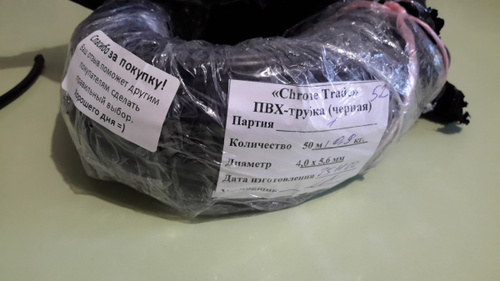 Спасибо за покупку!
Ваш отзыв поможет другим
покупателям сделать
правильный выбор.
Хорошего дня =)
«Chrome Trade»
ПВХ-трубка (черная)
Партия
Количество 50 м / кг.
Диаметр 4,0 x 5,6 мм
Дата изготовления